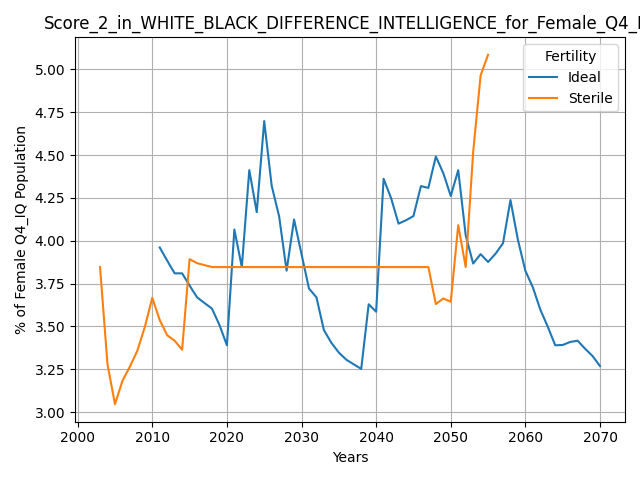 Score_2_in_WHITE_BLACK_DIFFERENCE_INTELLIGENCE_for_Female_Q4_I
Fertility
Ideal
Sterile
% of Female Q4_IQ Population
5.00
4.75
4.50
4.25
4.00
3.75
3.50
3.25
3.00
2000 2010 2020 2030 2040 2050 2060 2070
Years